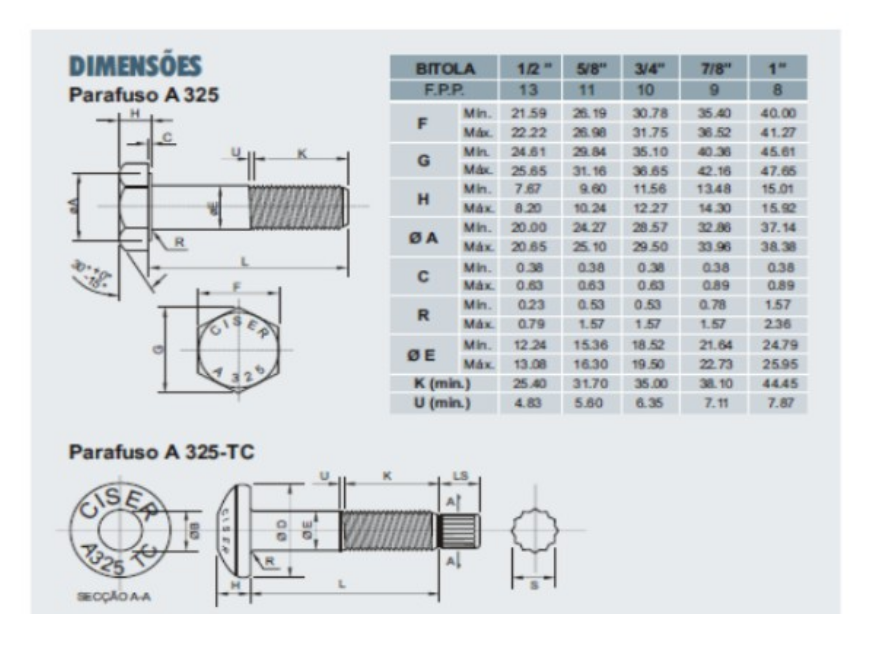 DIMENSÕES
Parafuso A 325
H
C
U
K
ØA
ØE
R
L
30°+0°
-15°
F
G
CISER
A 325
BITOLA 1/2 " 5/8" 3/4" 7/8" 1"
F.P.P. 13 11 10 9 8
F Mín. 21.59 26.19 30.78 35.40 40.00
Máx. 22.22 26.98 31.75 36.52 41.27
G Mín. 24.61 29.84 35.10 40.36 45.61
Máx. 25.65 31.16 36.65 42.16 47.65
H Mín. 7.67 9.60 11.56 13.48 15.01
Máx. 8.20 10.24 12.27 14.30 15.92
Ø A Mín. 20.00 24.27 28.57 32.86 37.14
Máx. 20.65 25.10 29.50 33.96 38.38
C Mín. 0.38 0.38 0.38 0.38 0.38
Máx. 0.63 0.63 0.63 0.89 0.89
R Mín. 0.23 0.53 0.53 0.78 1.57
Máx. 0.79 1.57 1.57 1.57 2.36
Ø E Mín. 12.24 15.36 18.52 21.64 24.79
Máx. 13.08 16.30 19.50 22.73 25.95
K (mín.) 25.40 31.70 35.00 38.10 44.45
U (mín.) 4.83 5.60 6.35 7.11 7.87
Parafuso A 325-TC
CISER
A325 TC
ØB
SECÇÃO A-A
CISER
U
K
LS
A
ØD
ØE
R
A
H
L
S